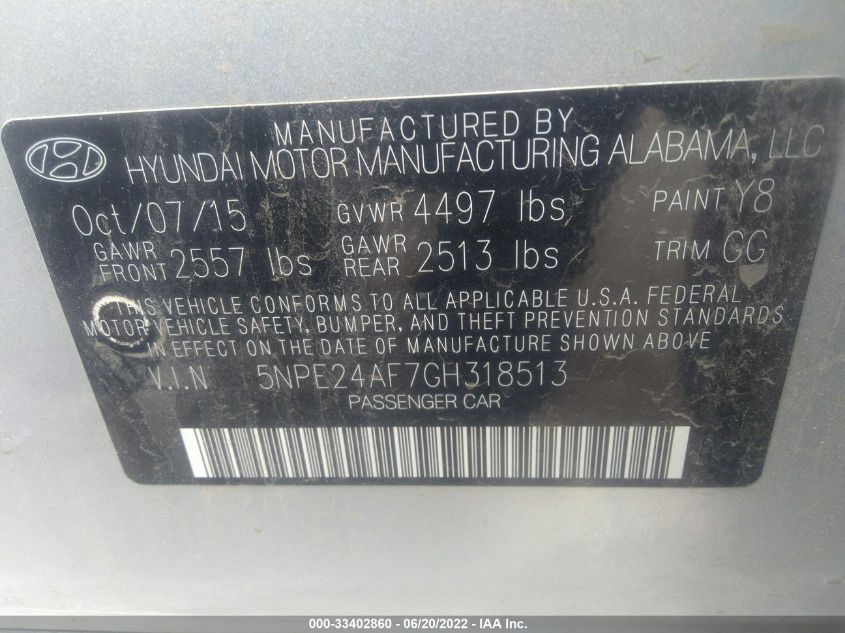 MANUFACTURED BY
HYUNDAI MOTOR MANUFACTURING ALABAMA, LLC
Oct/07/15 GVWR 4497 lbs PAINT Y8
GAWR FRONT 2557 lbs GAWR REAR 2513 lbs TRIM GG
THIS VEHICLE CONFORMS TO ALL APPLICABLE U.S.A. FEDERAL
MOTOR VEHICLE SAFETY, BUMPER, AND THEFT PREVENTION STANDARDS
IN EFFECT ON THE DATE OF MANUFACTURE SHOWN ABOVE
V.I.N 5NPE24AF7GH318513
PASSENGER CAR
000-33402860 - 06/20/2022 - IAA Inc.